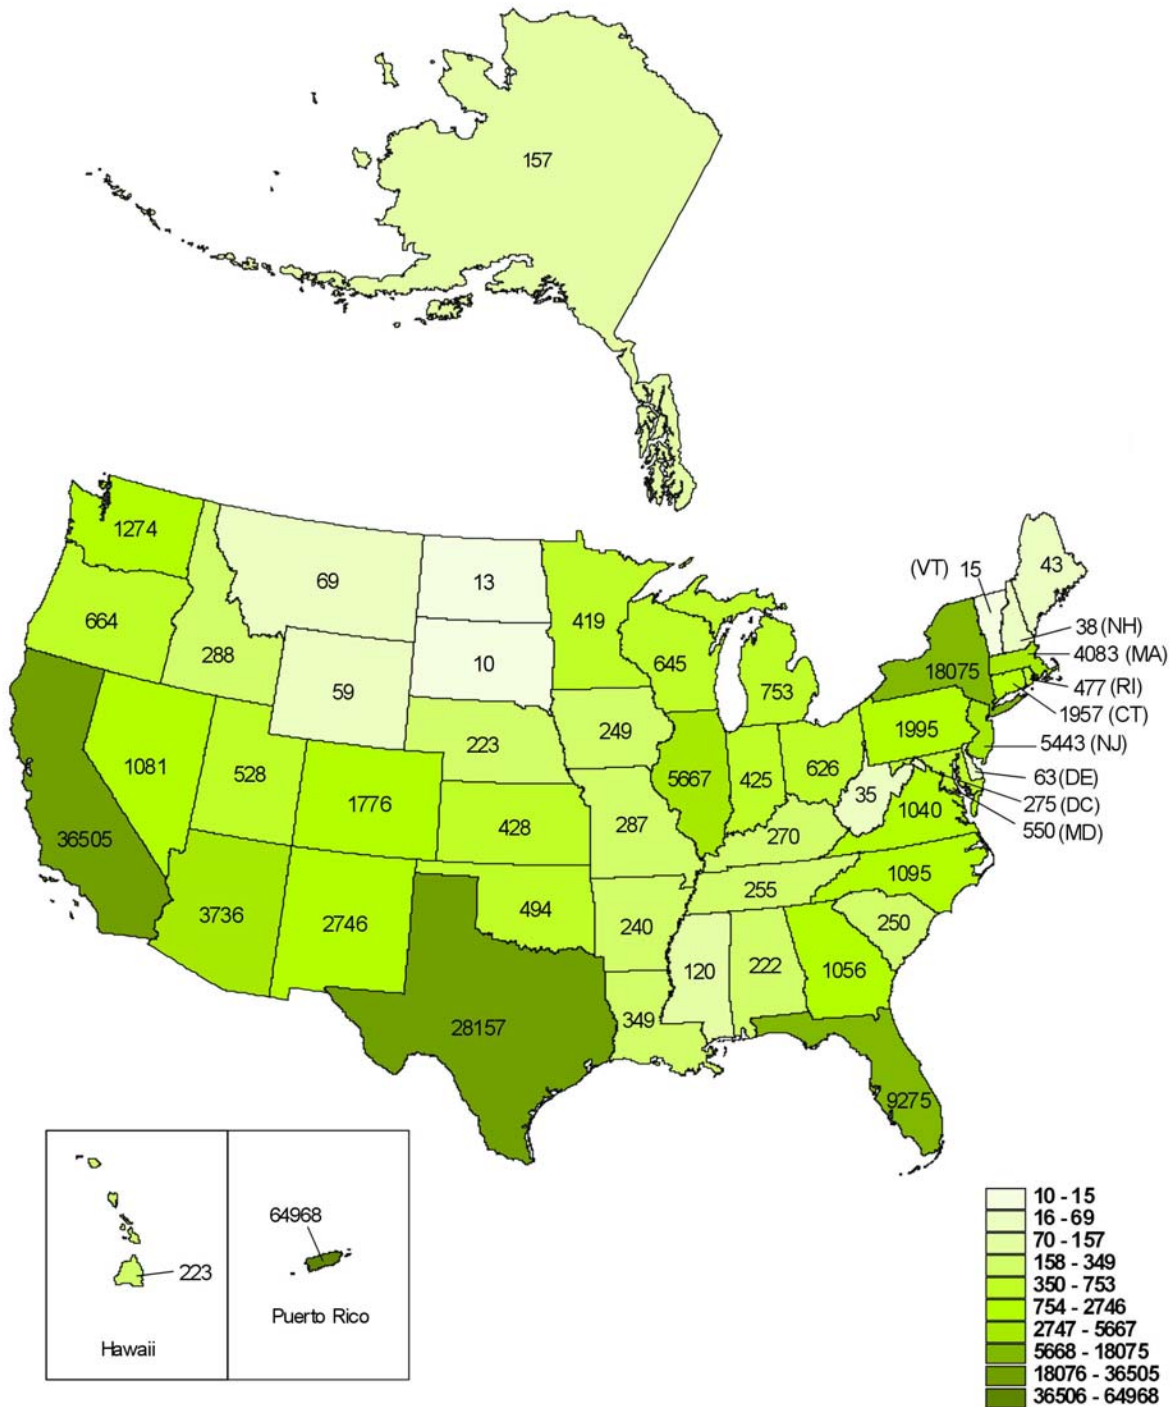 157
1274
69
13
(VT) 15
43
664
288
59
10
419
645
753
18075
38 (NH)
4083 (MA)
477 (RI)
1957 (CT)
5443 (NJ)
63 (DE)
275 (DC)
550 (MD)
1081
528
1776
223
249
5667
425
626
1995
35
1040
36505
3736
2746
428
287
270
1095
494
240
255
250
28157
349
120
222
1056
9275
64968
223
Puerto Rico
Hawaii
10 - 15
16 - 69
70 - 157
158 - 349
350 - 753
754 - 2746
2747 - 5667
5668 - 18075
18076 - 36505
36506 - 64968